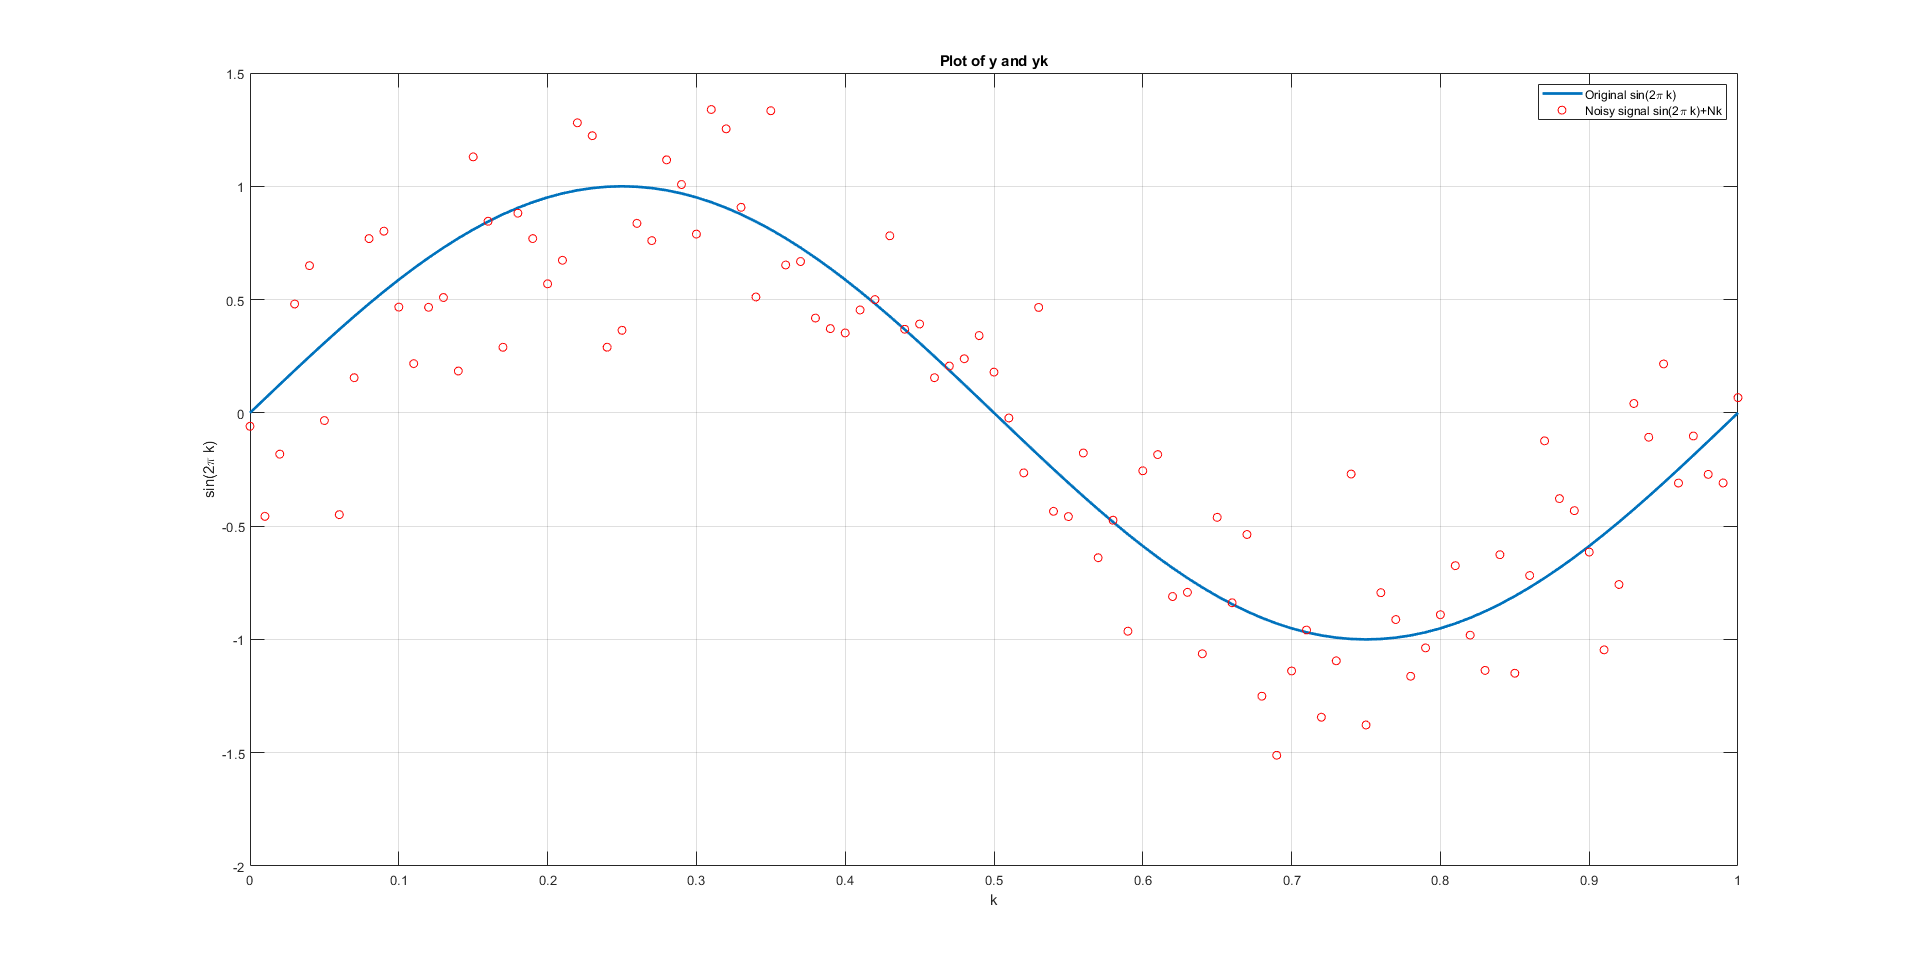 Plot of y and yk
Original sin(2π k)
Noisy signal sin(2π k)+Nk
sin(2π k)
1.5
1
0.5
0
-0.5
-1
-1.5
-2
0 0.1 0.2 0.3 0.4 0.5 0.6 0.7 0.8 0.9 1
k